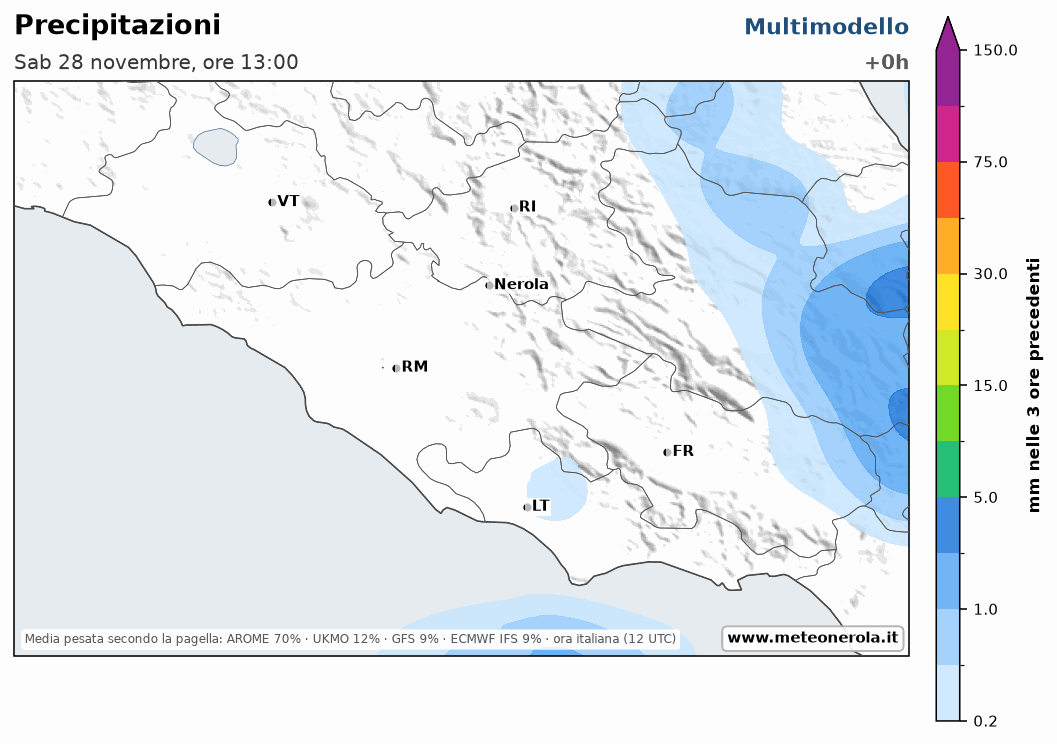 Precipitazioni
Multimodello
Sab 28 novembre, ore 13:00
+0h
150.0
75.0
30.0
15.0
5.0
1.0
0.2
mm nelle 3 ore precedenti
VT
RI
Nerola
RM
FR
LT
Media pesata secondo la pagella: AROME 70% · UKMO 12% · GFS 9% · ECMWF IFS 9% · ora italiana (12 UTC)
www.meteonerola.it